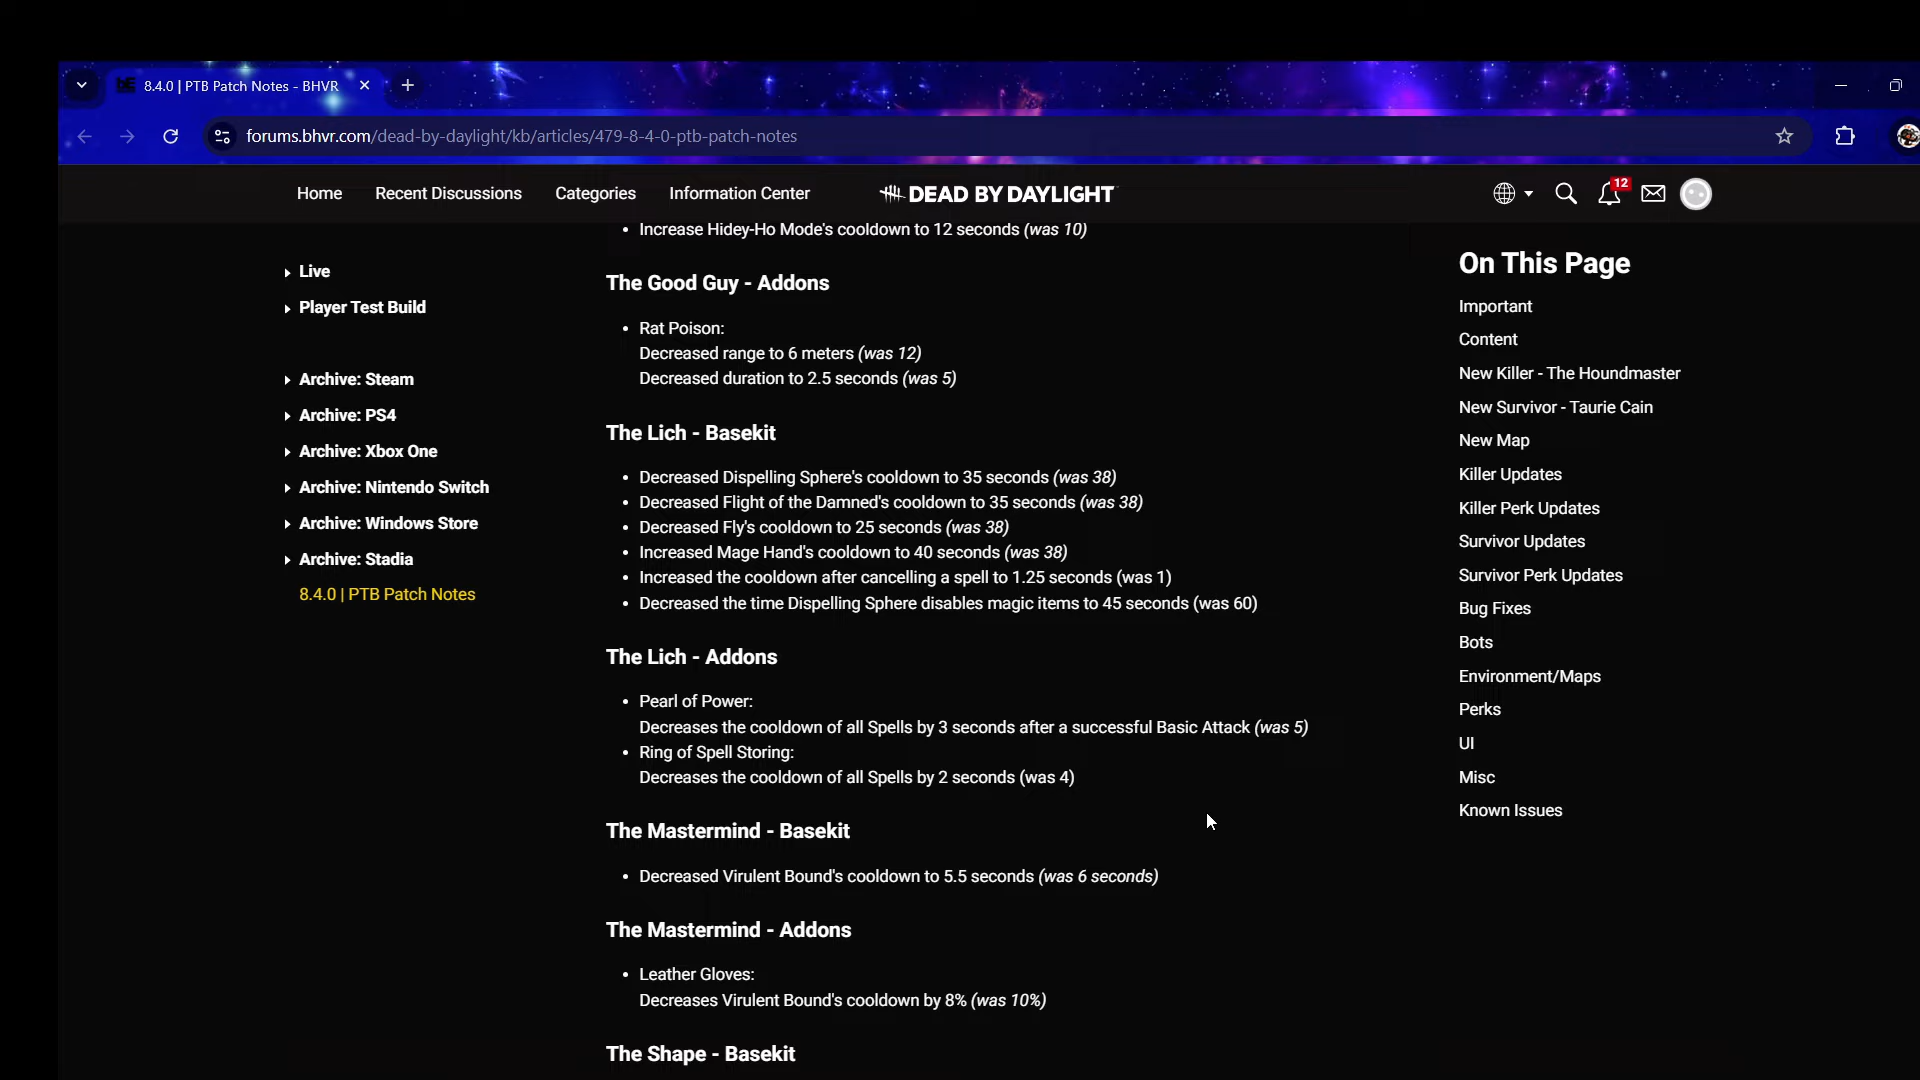 8.4.0 | PTB Patch Notes - BHVR
forums.bhvr.com/dead-by-daylight/kb/articles/479-8-4-0-ptb-patch-notes
Home
Recent Discussions
Categories
Information Center
DEAD BY DAYLIGHT
12
Live
Player Test Build
Archive: Steam
Archive: PS4
Archive: Xbox One
Archive: Nintendo Switch
Archive: Windows Store
Archive: Stadia
8.4.0 | PTB Patch Notes
• Increase Hidey-Ho Mode's cooldown to 12 seconds (was 10)
The Good Guy - Addons
• Rat Poison:
Decreased range to 6 meters (was 12)
Decreased duration to 2.5 seconds (was 5)
The Lich - Basekit
• Decreased Dispelling Sphere's cooldown to 35 seconds (was 38)
• Decreased Flight of the Damned's cooldown to 35 seconds (was 38)
• Decreased Fly's cooldown to 25 seconds (was 38)
• Increased Mage Hand's cooldown to 40 seconds (was 38)
• Increased the cooldown after cancelling a spell to 1.25 seconds (was 1)
• Decreased the time Dispelling Sphere disables magic items to 45 seconds (was 60)
The Lich - Addons
• Pearl of Power:
Decreases the cooldown of all Spells by 3 seconds after a successful Basic Attack (was 5)
• Ring of Spell Storing:
Decreases the cooldown of all Spells by 2 seconds (was 4)
The Mastermind - Basekit
• Decreased Virulent Bound's cooldown to 5.5 seconds (was 6 seconds)
The Mastermind - Addons
• Leather Gloves:
Decreases Virulent Bound's cooldown by 8% (was 10%)
The Shape - Basekit
On This Page
Important
Content
New Killer - The Houndmaster
New Survivor - Taurie Cain
New Map
Killer Updates
Killer Perk Updates
Survivor Updates
Survivor Perk Updates
Bug Fixes
Bots
Environment/Maps
Perks
UI
Misc
Known Issues